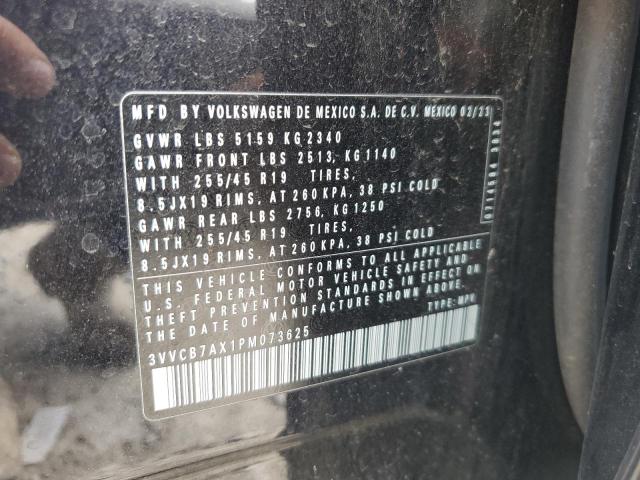 MFD BY VOLKSWAGEN DE MEXICO S.A. DE C.V. MEXICO 02/23
GVWR LBS 5159 KG 2340
GAWR FRONT LBS 2513, KG 1140
WITH 255/45 R19 TIRES,
8.5JX19 RIMS, AT 260 KPA, 38 PSI COLD
GAWR REAR LBS 2756, KG 1250
WITH 255/45 R19 TIRES,
8.5JX19 RIMS, AT 260 KPA, 38 PSI COLD
THIS VEHICLE CONFORMS TO ALL APPLICABLE
U.S. FEDERAL MOTOR VEHICLE SAFETY AND
THEFT PREVENTION STANDARDS IN EFFECT ON
THE DATE OF MANUFACTURE SHOWN ABOVE.
TYPE: MPV
3VVCB7AX1PM073625